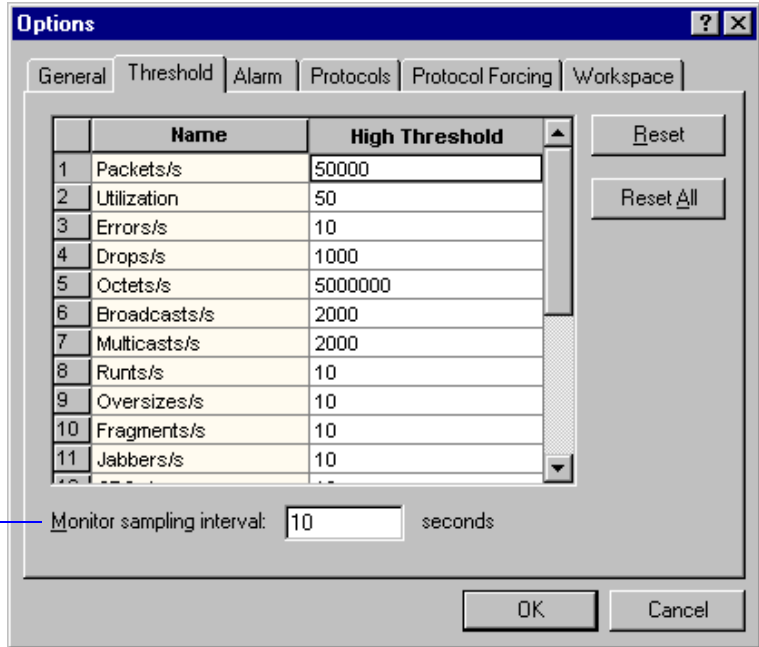 Options
General Threshold Alarm Protocols Protocol Forcing Workspace
Name High Threshold
1 Packets/s 50000
2 Utilization 50
3 Errors/s 10
4 Drops/s 1000
5 Octets/s 5000000
6 Broadcasts/s 2000
7 Multicasts/s 2000
8 Runts/s 10
9 Oversizes/s 10
10 Fragments/s 10
11 Jabbers/s 10
Reset
Reset All
Monitor sampling interval: 10 seconds
OK Cancel